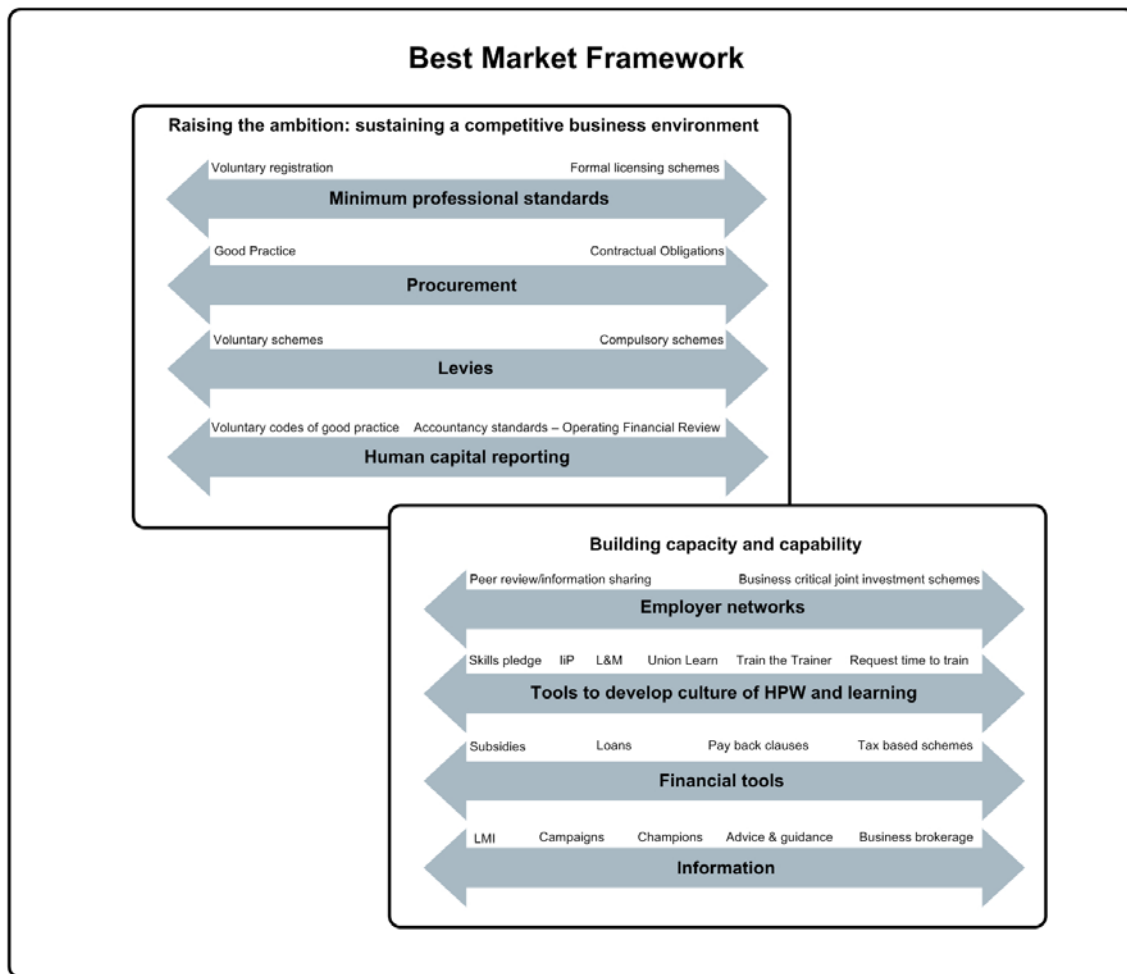 Best Market Framework
Raising the ambition: sustaining a competitive business environment
Voluntary registration Formal licensing schemes
Minimum professional standards
Good Practice Contractual Obligations
Procurement
Voluntary schemes Compulsory schemes
Levies
Voluntary codes of good practice Accountancy standards – Operating Financial Review
Human capital reporting
Building capacity and capability
Peer review/information sharing Business critical joint investment schemes
Employer networks
Skills pledge IiP L&M Union Learn Train the Trainer Request time to train
Tools to develop culture of HPW and learning
Subsidies Loans Pay back clauses Tax based schemes
Financial tools
LMI Campaigns Champions Advice & guidance Business brokerage
Information